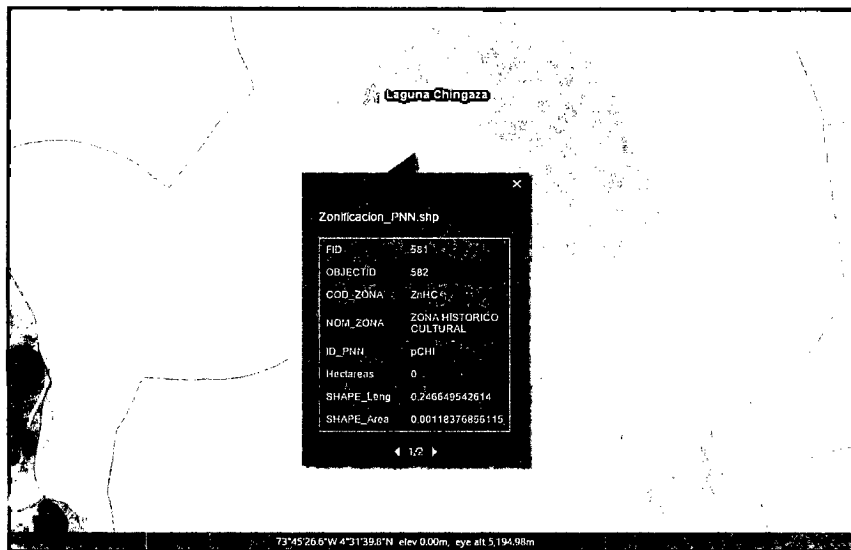 Laguna Chingaza
×
Zonificacion_PNN.shp
FID 581
OBJECTID 582
COD_ZONA ZnHC
NOM_ZONA ZONA HISTORICO
CULTURAL
ID_PNN pCHI
Hectareas 0
SHAPE_Leng 0.246649542614
SHAPE_Area 0.00118376856115
1/2
73°45'26.6"W 4°31'39.8"N elev 0.00m, eye alt 5,194.98m